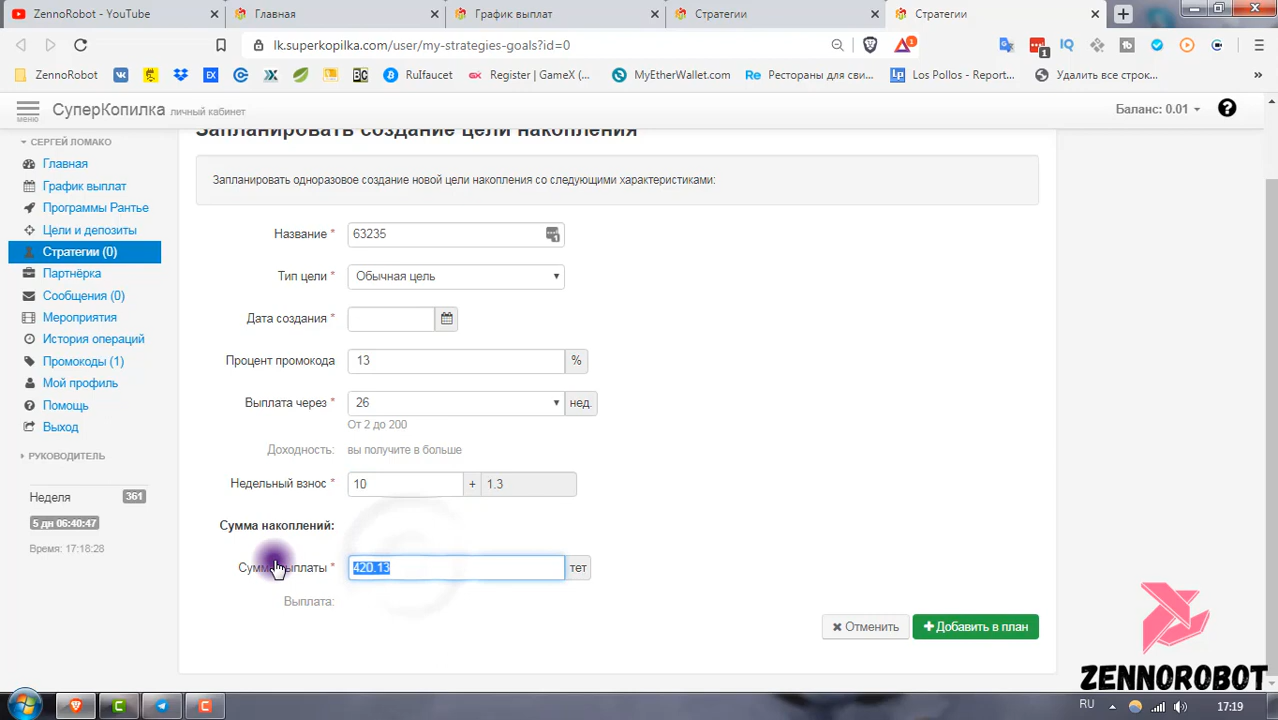 ZennoRobot - YouTube
Главная
График выплат
Стратегии
Стратегии
lk.superkopilka.com/user/my-strategies-goals?id=0
ZennoRobot
EX
BC
Rulfaucet
Register | GameX (...
MyEtherWallet.com
Re Рестораны для сви...
Lp Los Pollos - Report...
Удалить все строк...
»
меню
СуперКопилка личный кабинет
Баланс: 0.01
СЕРГЕЙ ЛОМАКО
Главная
График выплат
Программы Рантье
Цели и депозиты
Стратегии (0)
Партнёрка
Сообщения (0)
Мероприятия
История операций
Промокоды (1)
Мой профиль
Помощь
Выход
РУКОВОДИТЕЛЬ
Неделя 361
5 дн 06:40:47
Время: 17:18:28
Запланировать создание цели накопления
Запланировать одноразовое создание новой цели накопления со следующими характеристиками:
Название * 63235
Тип цели * Обычная цель
Дата создания *
Процент промокода 13 %
Выплата через * 26 нед.
От 2 до 200
Доходность: вы получите в больше
Недельный взнос * 10 + 1.3
Сумма накоплений:
Сумма выплаты * 420.13 тет
Выплата:
Отменить
Добавить в план
ZENNOROBOT
RU
17:19